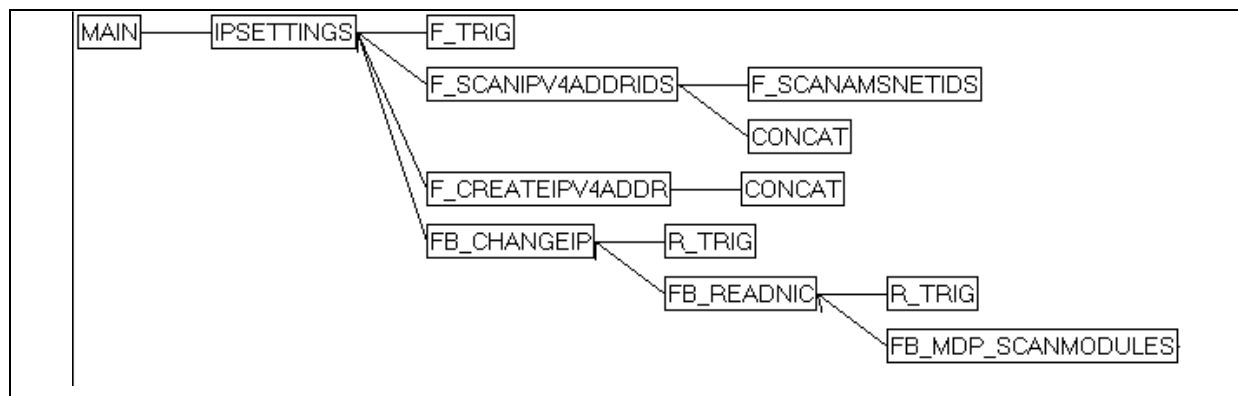 MAIN IPSETTINGS F_TRIG
F_SCANIPV4ADDRIDS F_SCANAMSNETIDS
CONCAT
F_CREATEIPV4ADDR CONCAT
FB_CHANGEIP R_TRIG
FB_READNIC R_TRIG
FB_MDP_SCANMODULES